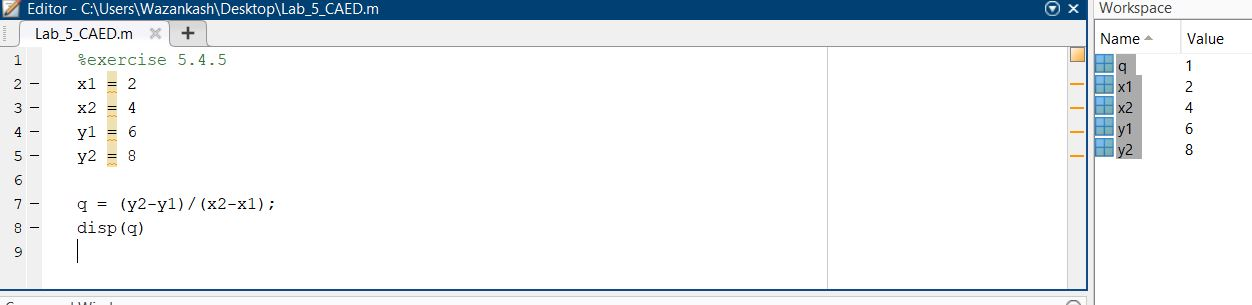 Editor - C:\Users\Wazankash\Desktop\Lab_5_CAED.m
Lab_5_CAED.m
1 %exercise 5.4.5
2 - x1 = 2
3 - x2 = 4
4 - y1 = 6
5 - y2 = 8
6
7 - q = (y2-y1)/(x2-x1);
8 - disp(q)
9
Workspace
Name Value
q 1
x1 2
x2 4
y1 6
y2 8